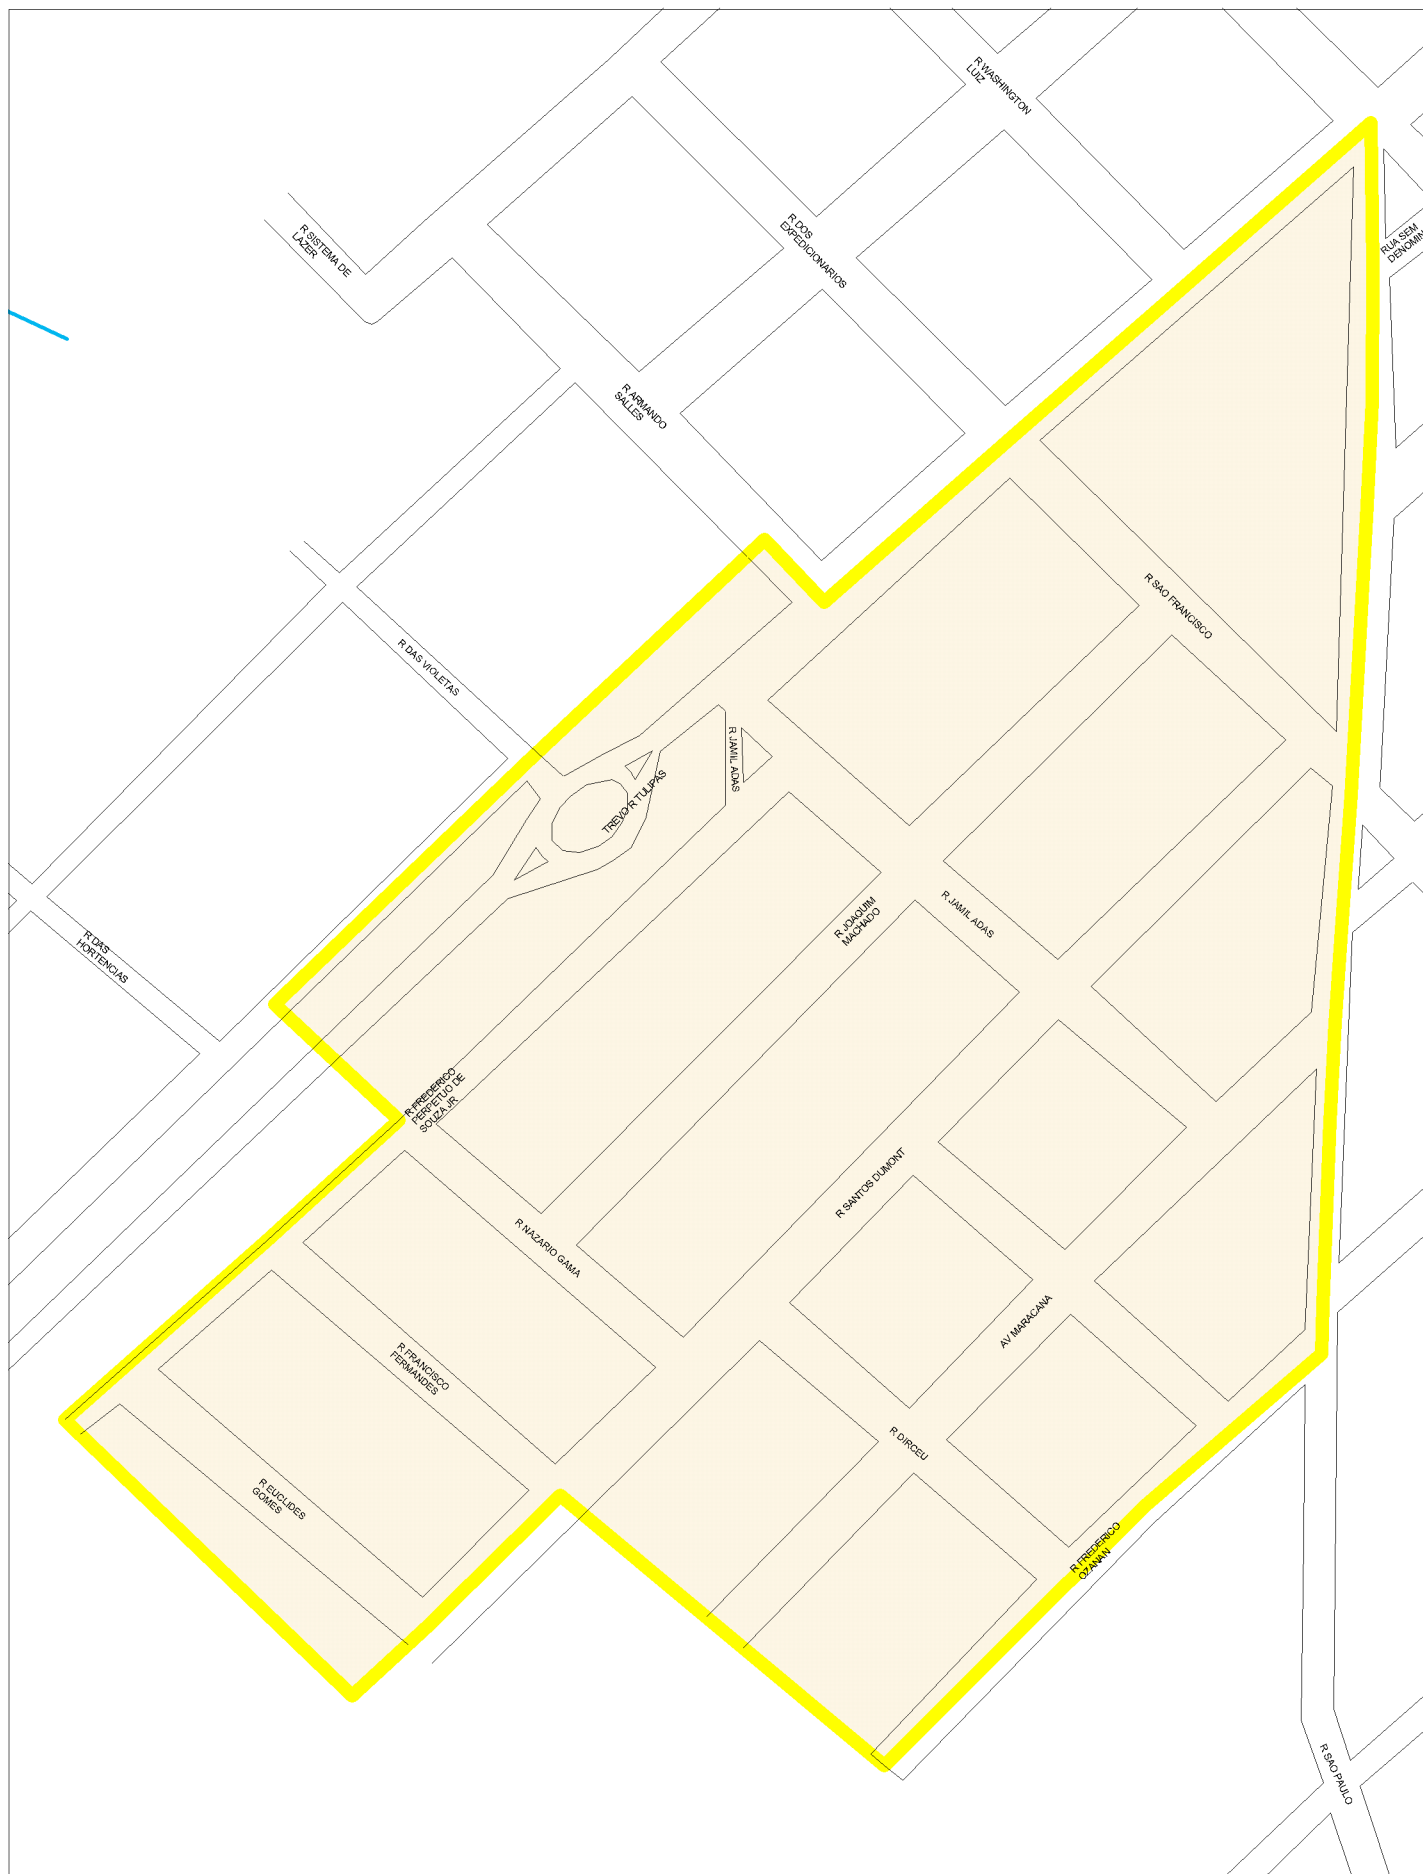 R WASHINGTON
LUIZ
R DOS
EXPEDICIONARIOS
R SISTEMA DE
LAZER
RUA SEM
R ARMANDO
SALLES
R SAO FRANCISCO
R DAS VIOLETAS
R JAMIL ADAS
TREVO R TULIPAS
R JOAQUIM
MACHADO
R JAMIL ADAS
R DAS
HORTENCIAS
R FREDERICO
PERPETUO DE
SOUZA JR
R SANTOS DUMONT
R NAZARIO GAMA
AV MARACANA
R FRANCISCO
FERMANDES
R DIRCEU
R EUCLIDES
GOMES
R FREDERICO
OZANAN
R SAO PAULO